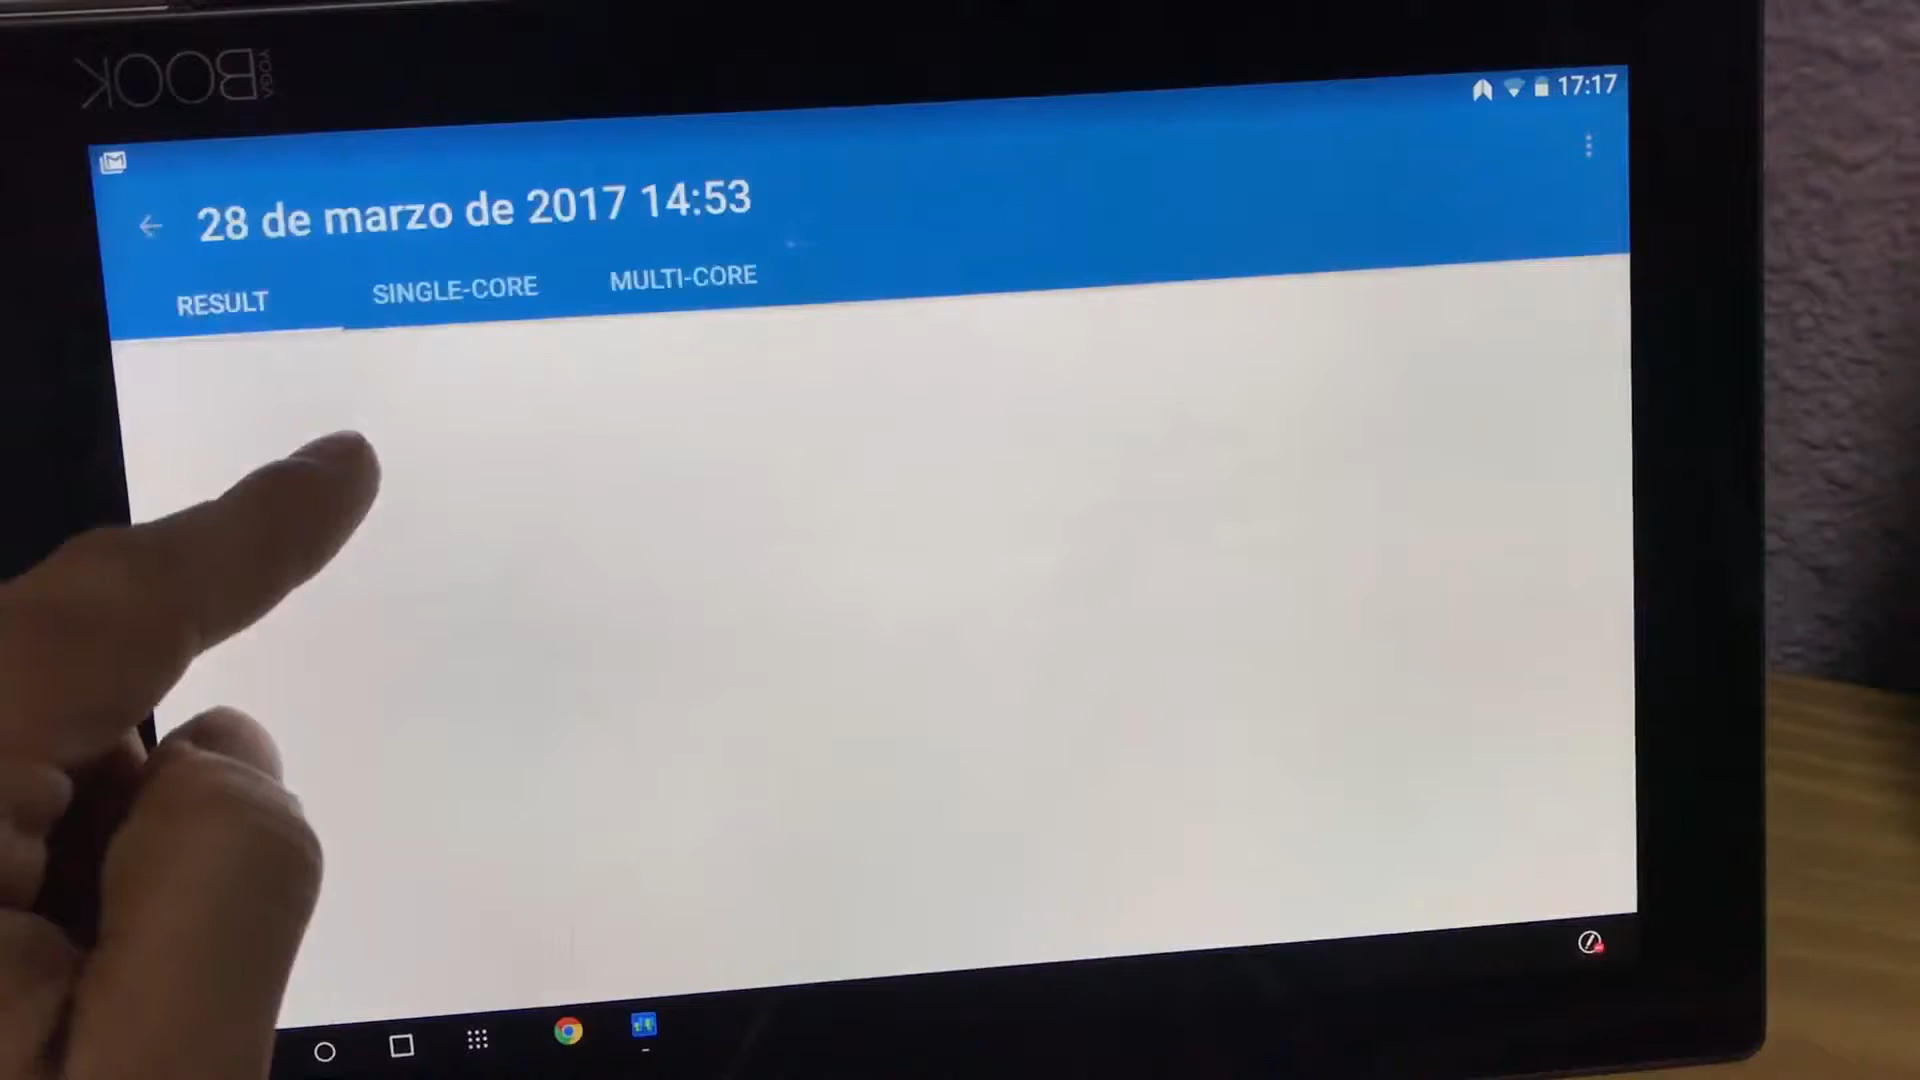 YOGA BOOK
17:17
28 de marzo de 2017 14:53
RESULT SINGLE-CORE MULTI-CORE